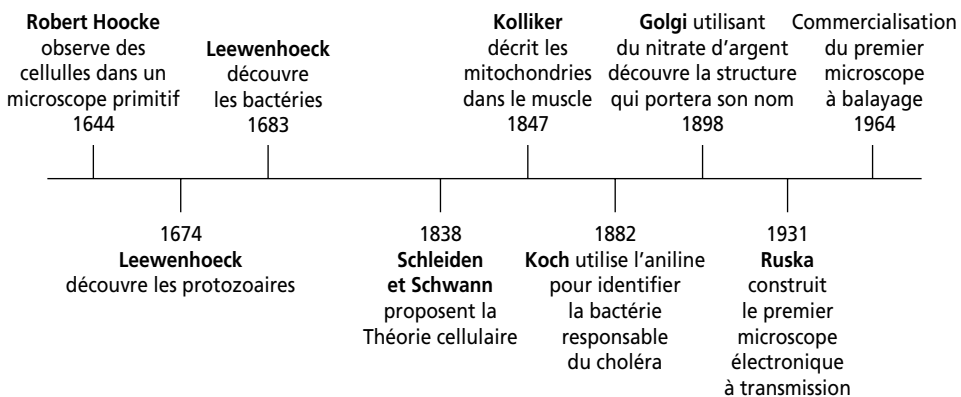 Robert Hoocke
observe des
cellulles dans un
microscope primitif
1644
Leewenhoeck
découvre
les bactéries
1683
Kolliker
décrit les
mitochondries
dans le muscle
1847
Golgi utilisant
du nitrate d'argent
découvre la structure
qui portera son nom
1898
Commercialisation
du premier
microscope
à balayage
1964
1674
Leewenhoeck
découvre les protozoaires
1838
Schleiden
et Schwann
proposent la
Théorie cellulaire
1882
Koch utilise l'aniline
pour identifier
la bactérie
responsable
du choléra
1931
Ruska
construit
le premier
microscope
électronique
à transmission